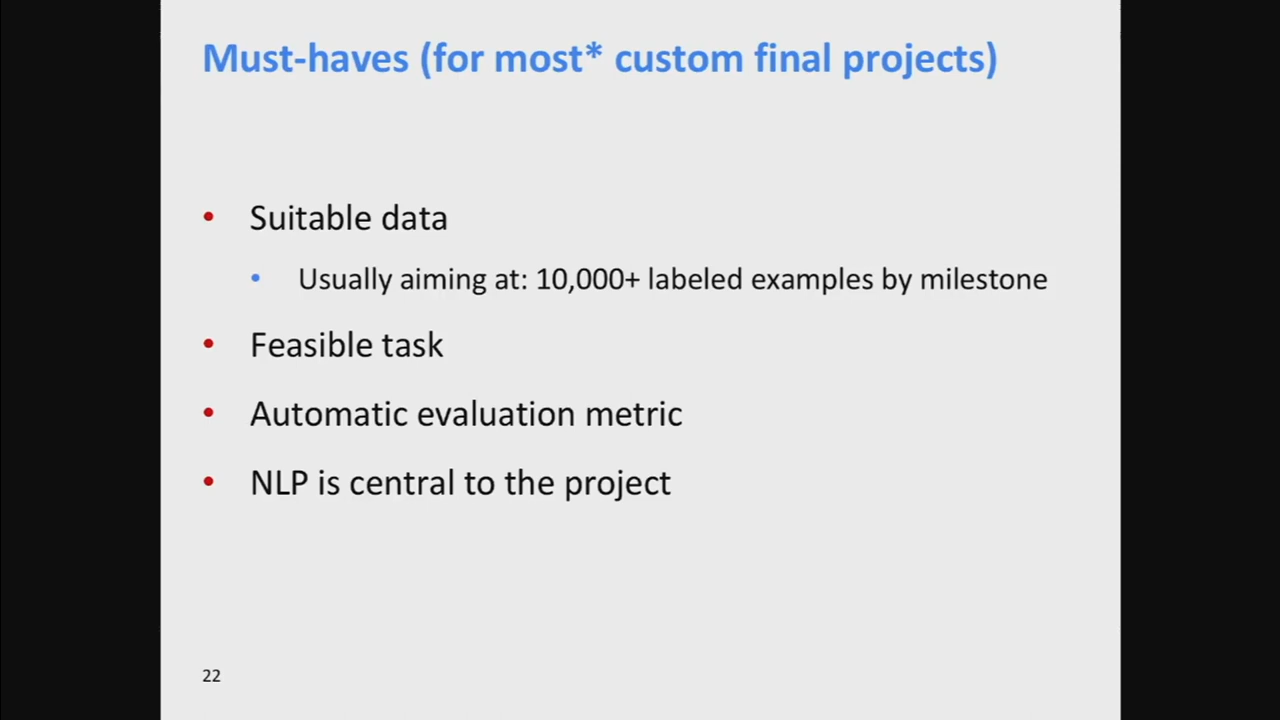 Must-haves (for most* custom final projects)
• Suitable data
• Usually aiming at: 10,000+ labeled examples by milestone
• Feasible task
• Automatic evaluation metric
• NLP is central to the project
22